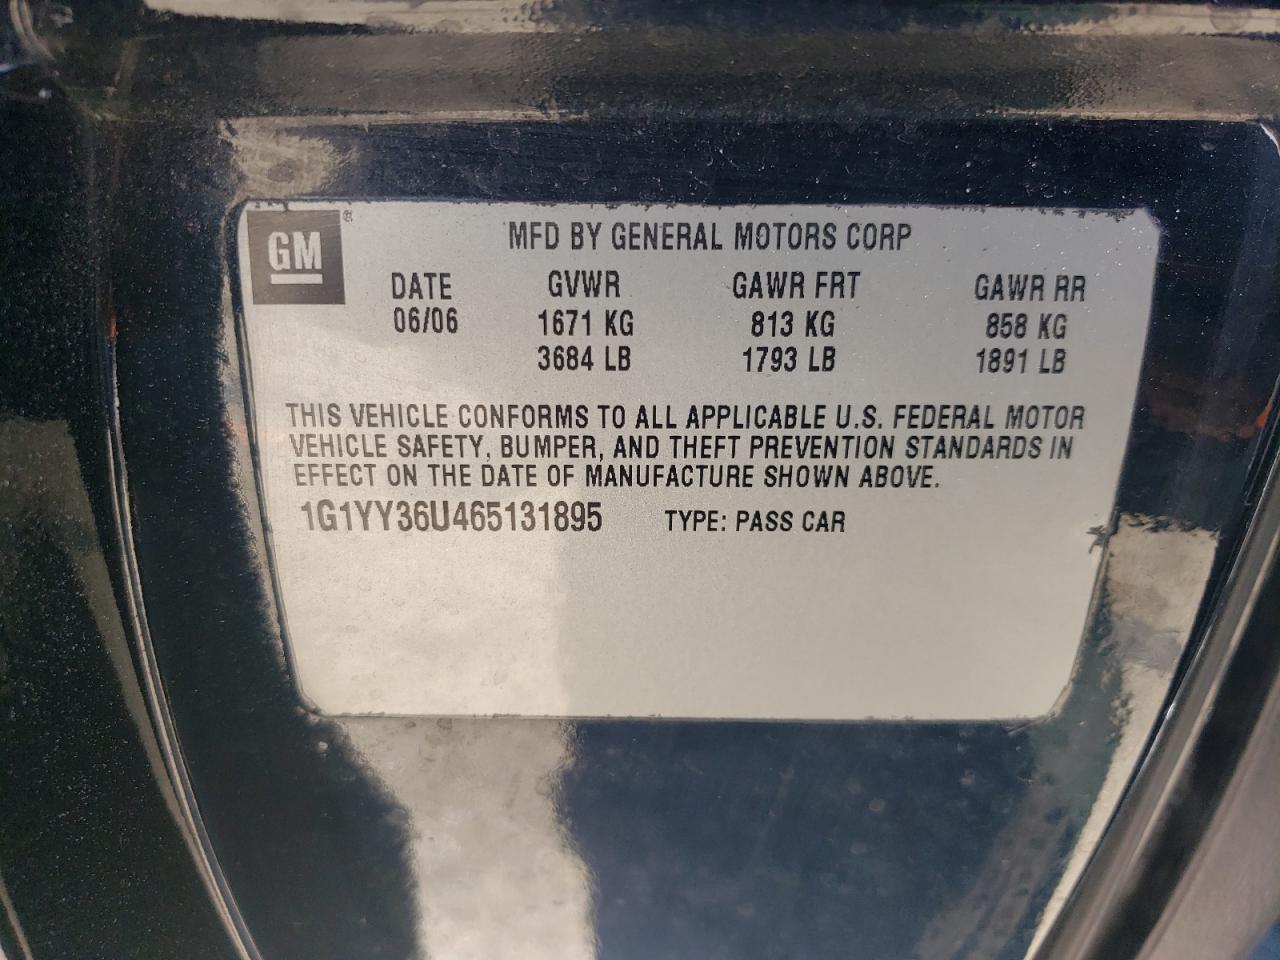 GM ®
MFD BY GENERAL MOTORS CORP
DATE GVWR GAWR FRT GAWR RR
06/06 1671 KG 813 KG 858 KG
3684 LB 1793 LB 1891 LB
THIS VEHICLE CONFORMS TO ALL APPLICABLE U.S. FEDERAL MOTOR
VEHICLE SAFETY, BUMPER, AND THEFT PREVENTION STANDARDS IN
EFFECT ON THE DATE OF MANUFACTURE SHOWN ABOVE.
1G1YY36U465131895 TYPE: PASS CAR